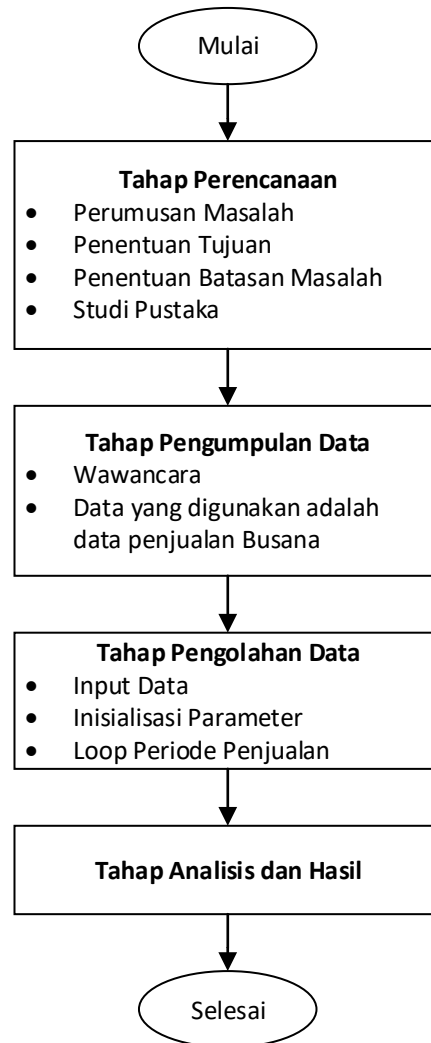 Mulai
Tahap Perencanaan
• Perumusan Masalah
• Penentuan Tujuan
• Penentuan Batasan Masalah
• Studi Pustaka
Tahap Pengumpulan Data
• Wawancara
• Data yang digunakan adalah
data penjualan Busana
Tahap Pengolahan Data
• Input Data
• Inisialisasi Parameter
• Loop Periode Penjualan
Tahap Analisis dan Hasil
Selesai